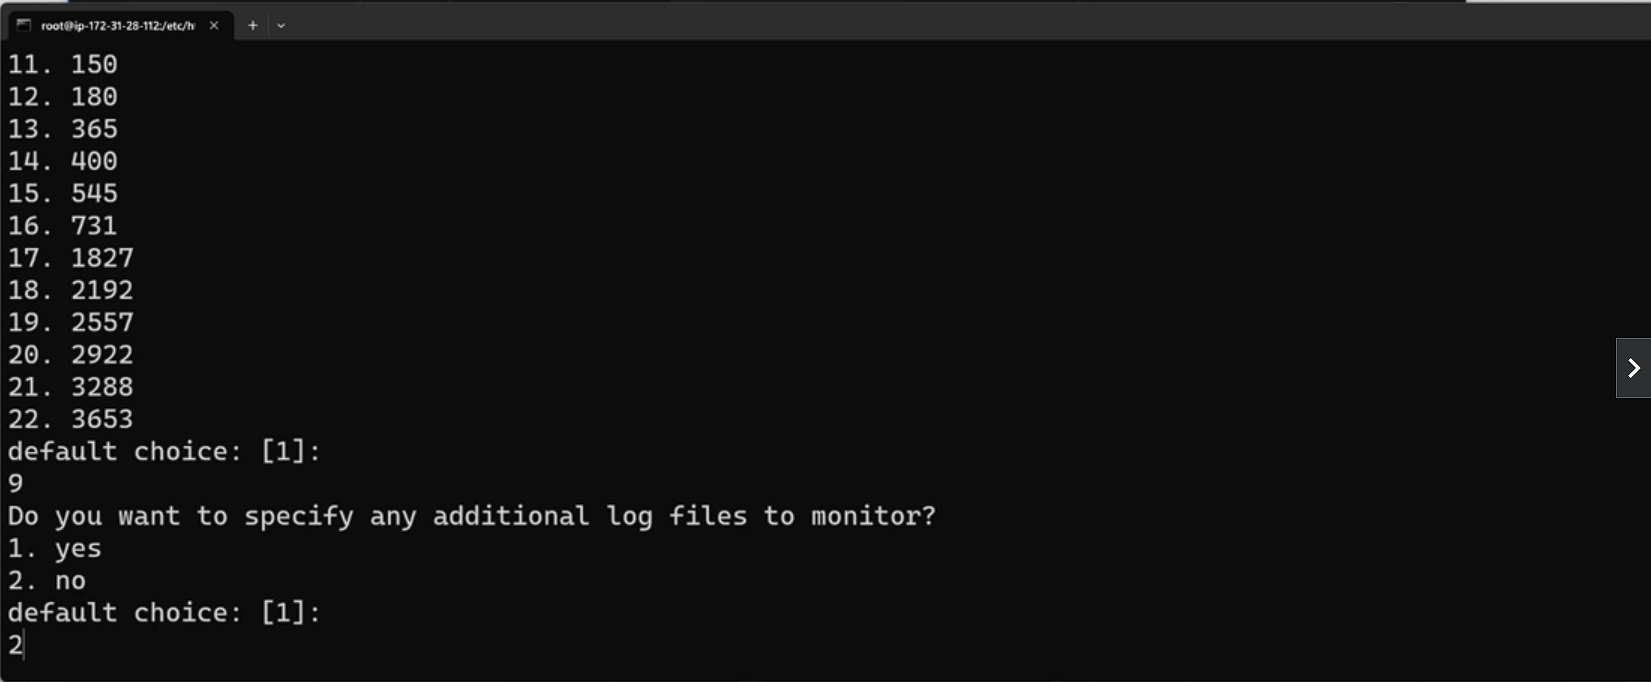 root@ip-172-31-28-112:/etc/h
11. 150
12. 180
13. 365
14. 400
15. 545
16. 731
17. 1827
18. 2192
19. 2557
20. 2922
21. 3288
22. 3653
default choice: [1]:
9
Do you want to specify any additional log files to monitor?
1. yes
2. no
default choice: [1]:
2